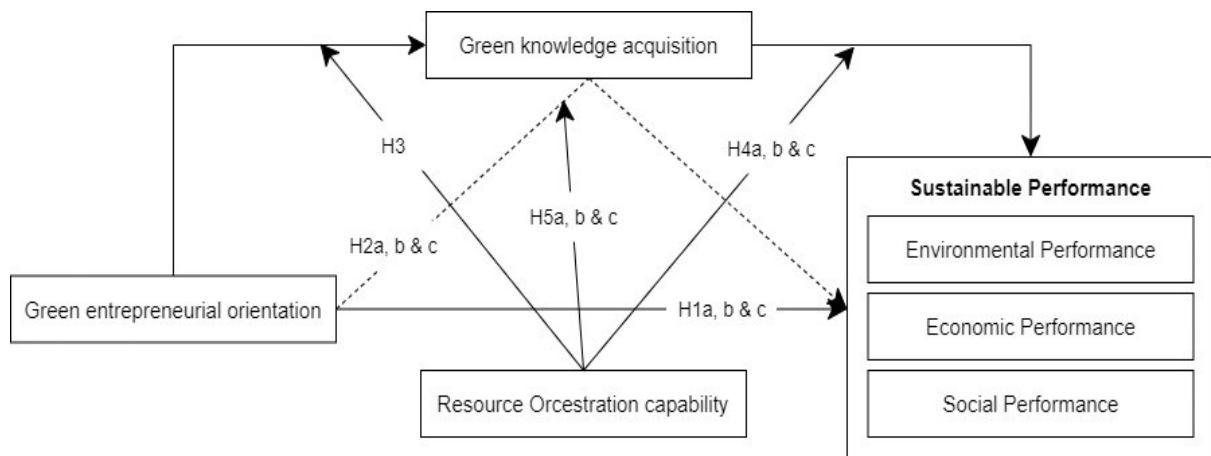 Green knowledge acquisition
H3
H4a, b & c
Sustainable Performance
H5a, b & c
H2a, b & c
Environmental Performance
Green entrepreneurial orientation
H1a, b & c
Economic Performance
Resource Orcestration capability
Social Performance